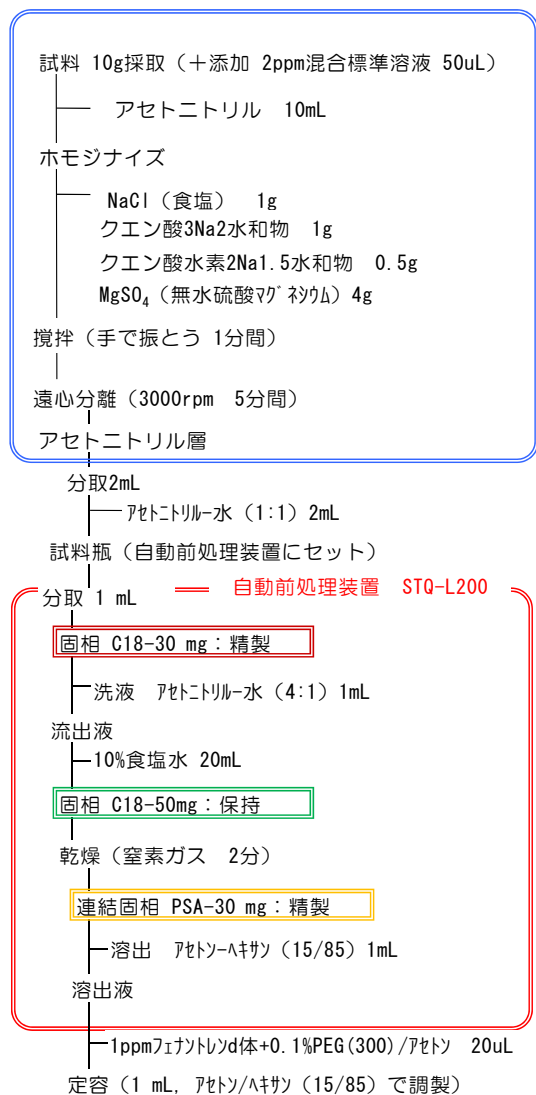 試料 10g採取（＋添加 2ppm混合標準溶液 50uL）
アセトニトリル 10mL
ホモジナイズ
NaCl（食塩） 1g
クエン酸3Na2水和物 1g
クエン酸水素2Na1.5水和物 0.5g
MgSO₄（無水硫酸ﾏｸﾞﾈｼｳﾑ）4g
撹拌（手で振とう 1分間）
遠心分離（3000rpm 5分間）
アセトニトリル層
分取2mL
ｱｾﾄﾆﾄﾘﾙｰ水（1:1）2mL
試料瓶（自動前処理装置にセット）
自動前処理装置 STQ-L200
分取 1 mL
固相 C18-30 mg：精製
洗液 ｱｾﾄﾆﾄﾘﾙｰ水（4:1）1mL
流出液
10%食塩水 20mL
固相 C18-50mg：保持
乾燥（窒素ガス 2分）
連結固相 PSA-30 mg：精製
溶出 ｱｾﾄﾝｰﾍｷｻﾝ（15/85）1mL
溶出液
1ppmﾌｪﾅﾝﾄﾚﾝd体+0.1%PEG(300)/ｱｾﾄﾝ 20uL
定容（1 mL, ｱｾﾄﾝ/ﾍｷｻﾝ（15/85）で調製）